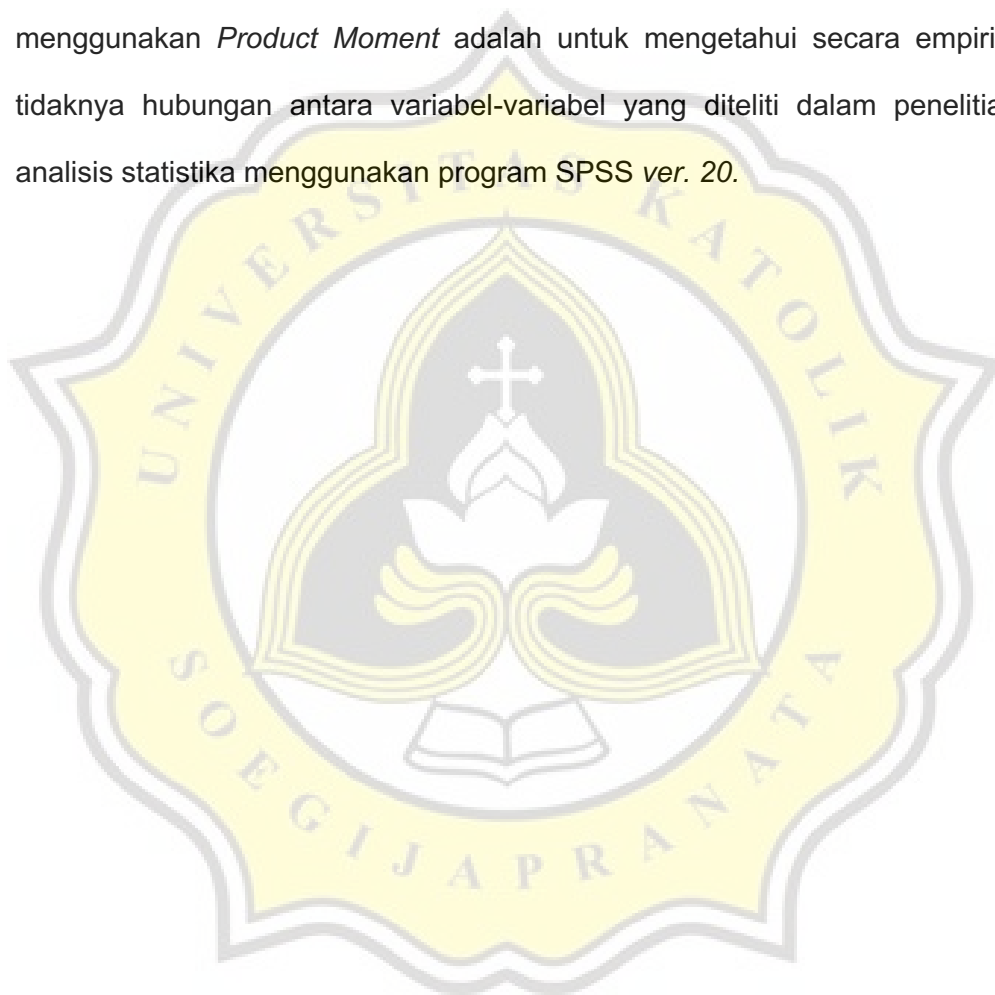 menggunakan Product Moment adalah untuk mengetahui secara empiri
tidaknya hubungan antara variabel-variabel yang diteliti dalam penelitia
analisis statistika menggunakan program SPSS ver. 20.
UNIVERSITAS KATOLIK
SOEGIJAPRANATA